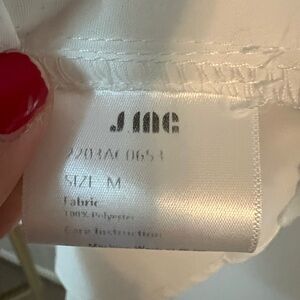 J.ING
2203AC0653
SIZE M
Fabric
100% Polyester
Care Instruction